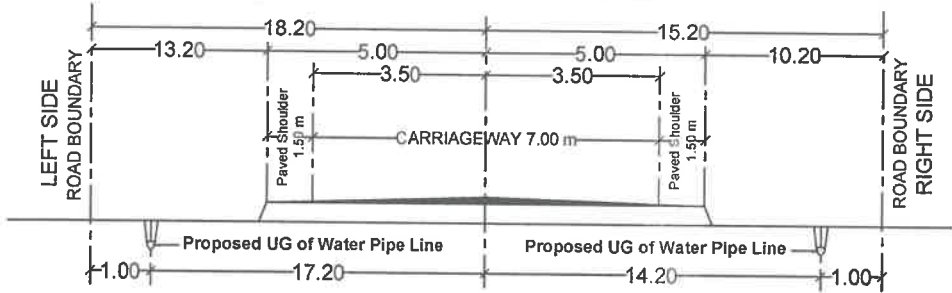 18.20
15.20
13.20
5.00
5.00
10.20
3.50
3.50
LEFT SIDE
ROAD BOUNDARY
Paved Shoulder
1.50 m
CARRIAGEWAY 7.00 m
Paved Shoulder
1.50 m
ROAD BOUNDARY
RIGHT SIDE
Proposed UG of Water Pipe Line
Proposed UG of Water Pipe Line
1.00
17.20
14.20
1.00